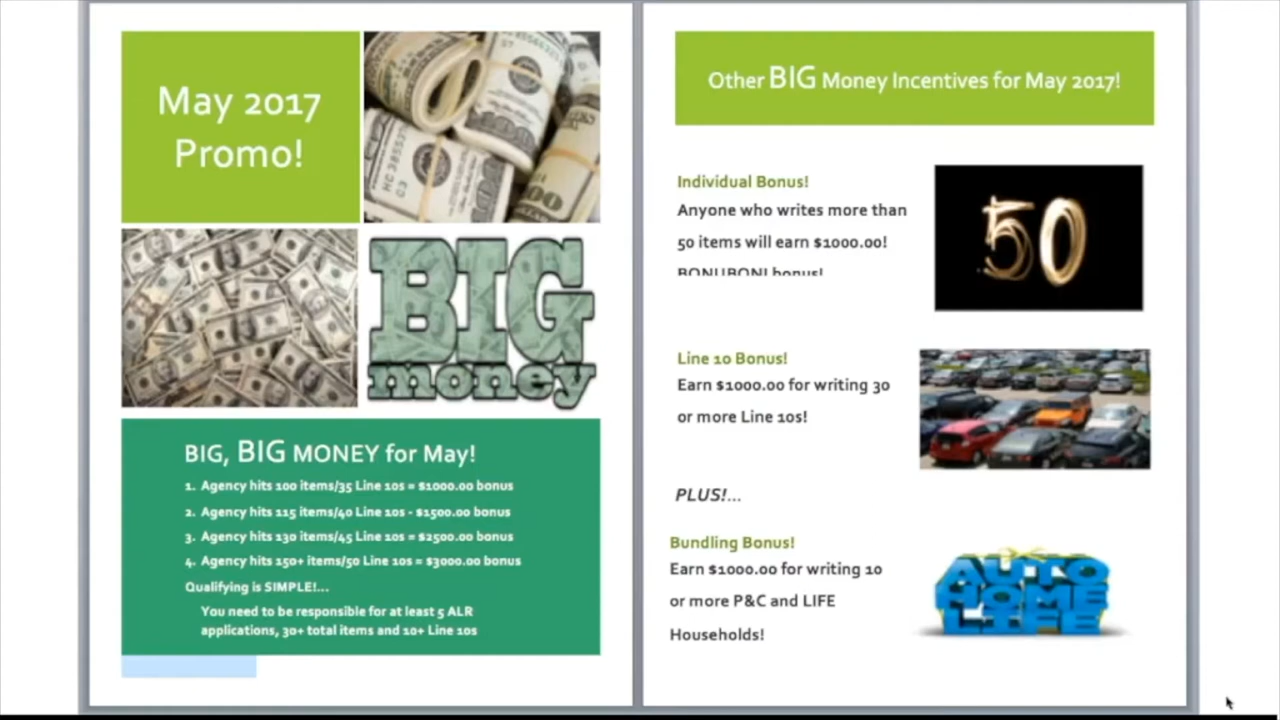 May 2017
Promo!
BIG
money
BIG, BIG MONEY for May!
1. Agency hits 100 items/35 Line 10s = $1000.00 bonus
2. Agency hits 115 items/40 Line 10s - $1500.00 bonus
3. Agency hits 130 items/45 Line 10s = $2500.00 bonus
4. Agency hits 150+ items/50 Line 10s = $3000.00 bonus
Qualifying is SIMPLE!...
You need to be responsible for at least 5 ALR
applications, 30+ total items and 10+ Line 10s
Other BIG Money Incentives for May 2017!
Individual Bonus!
Anyone who writes more than
50 items will earn $1000.00!
bonus!
50
Line 10 Bonus!
Earn $1000.00 for writing 30
or more Line 10s!
PLUS!...
Bundling Bonus!
Earn $1000.00 for writing 10
or more P&C and LIFE
Households!
AUTO
HOME
LIFE